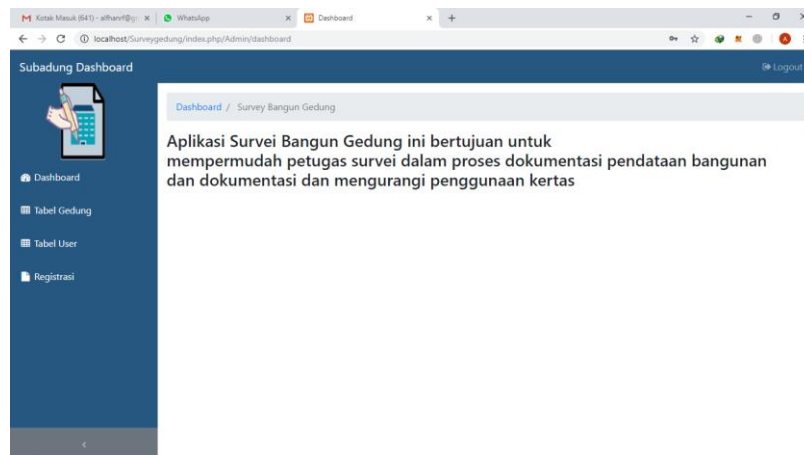 Kotak Masuk (641) - alfhanrf@g
WhatsApp
Dashboard
localhost/Surveygedung/index.php/Admin/dashboard
Subadung Dashboard
Logout
Dashboard / Survey Bangun Gedung
Aplikasi Survei Bangun Gedung ini bertujuan untuk
mempermudah petugas survei dalam proses dokumentasi pendataan bangunan
dan dokumentasi dan mengurangi penggunaan kertas
Dashboard
Tabel Gedung
Tabel User
Registrasi